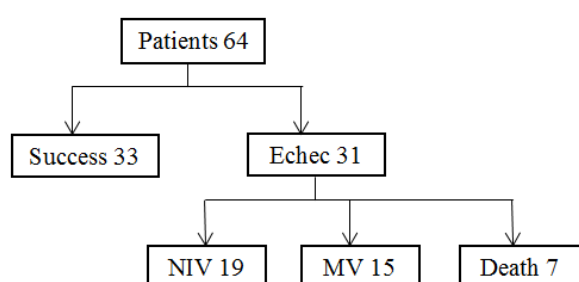 Patients 64
Success 33
Echec 31
NIV 19
MV 15
Death 7